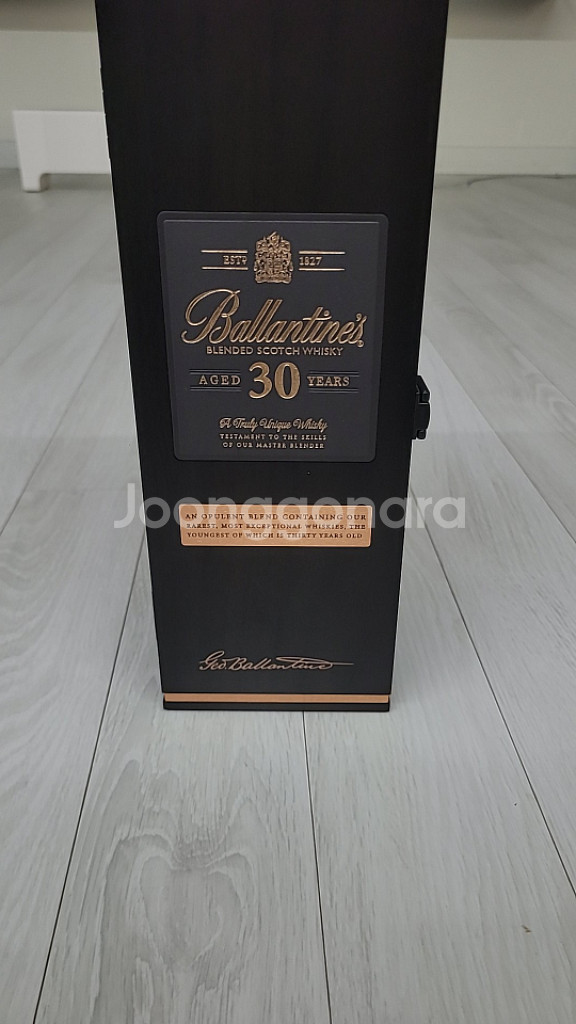 ESTD 1827
Ballantine's
BLENDED SCOTCH WHISKY
AGED 30 YEARS
A Truly Unique Whisky
TESTAMENT TO THE SKILLS
OF OUR MASTER BLENDER
Joonggonara
AN OPULENT BLEND CONTAINING OUR
RAREST, MOST EXCEPTIONAL WHISKIES, THE
YOUNGEST OF WHICH IS THIRTY YEARS OLD
Geo. Ballantine